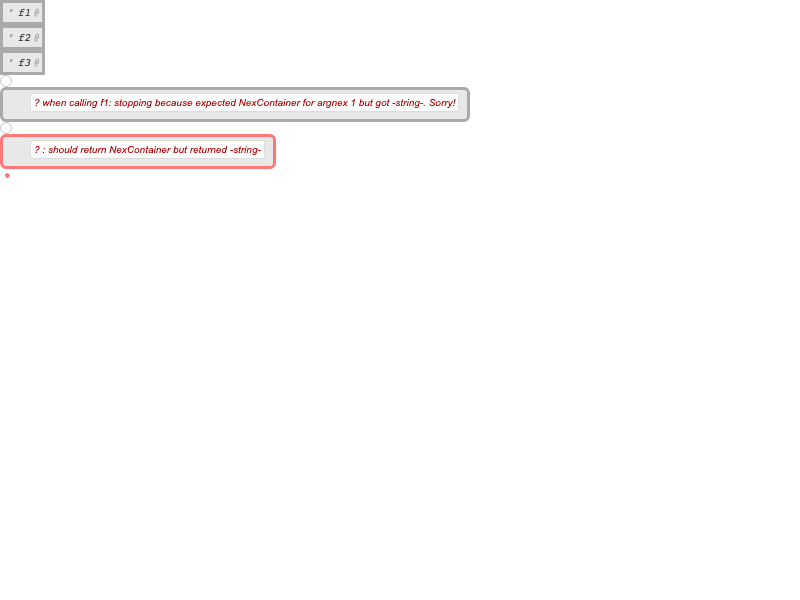 * f1 @
* f2 @
* f3 @
? when calling f1: stopping because expected NexContainer for argnex 1 but got -string-. Sorry!
? : should return NexContainer but returned -string-